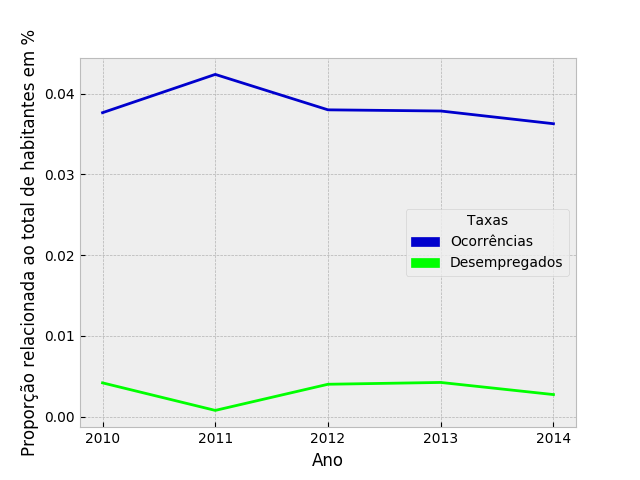 Proporção relacionada ao total de habitantes em %
0.04
0.03
0.02
0.01
0.00
Taxas
Ocorrências
Desempregados
2010 2011 2012 2013 2014
Ano